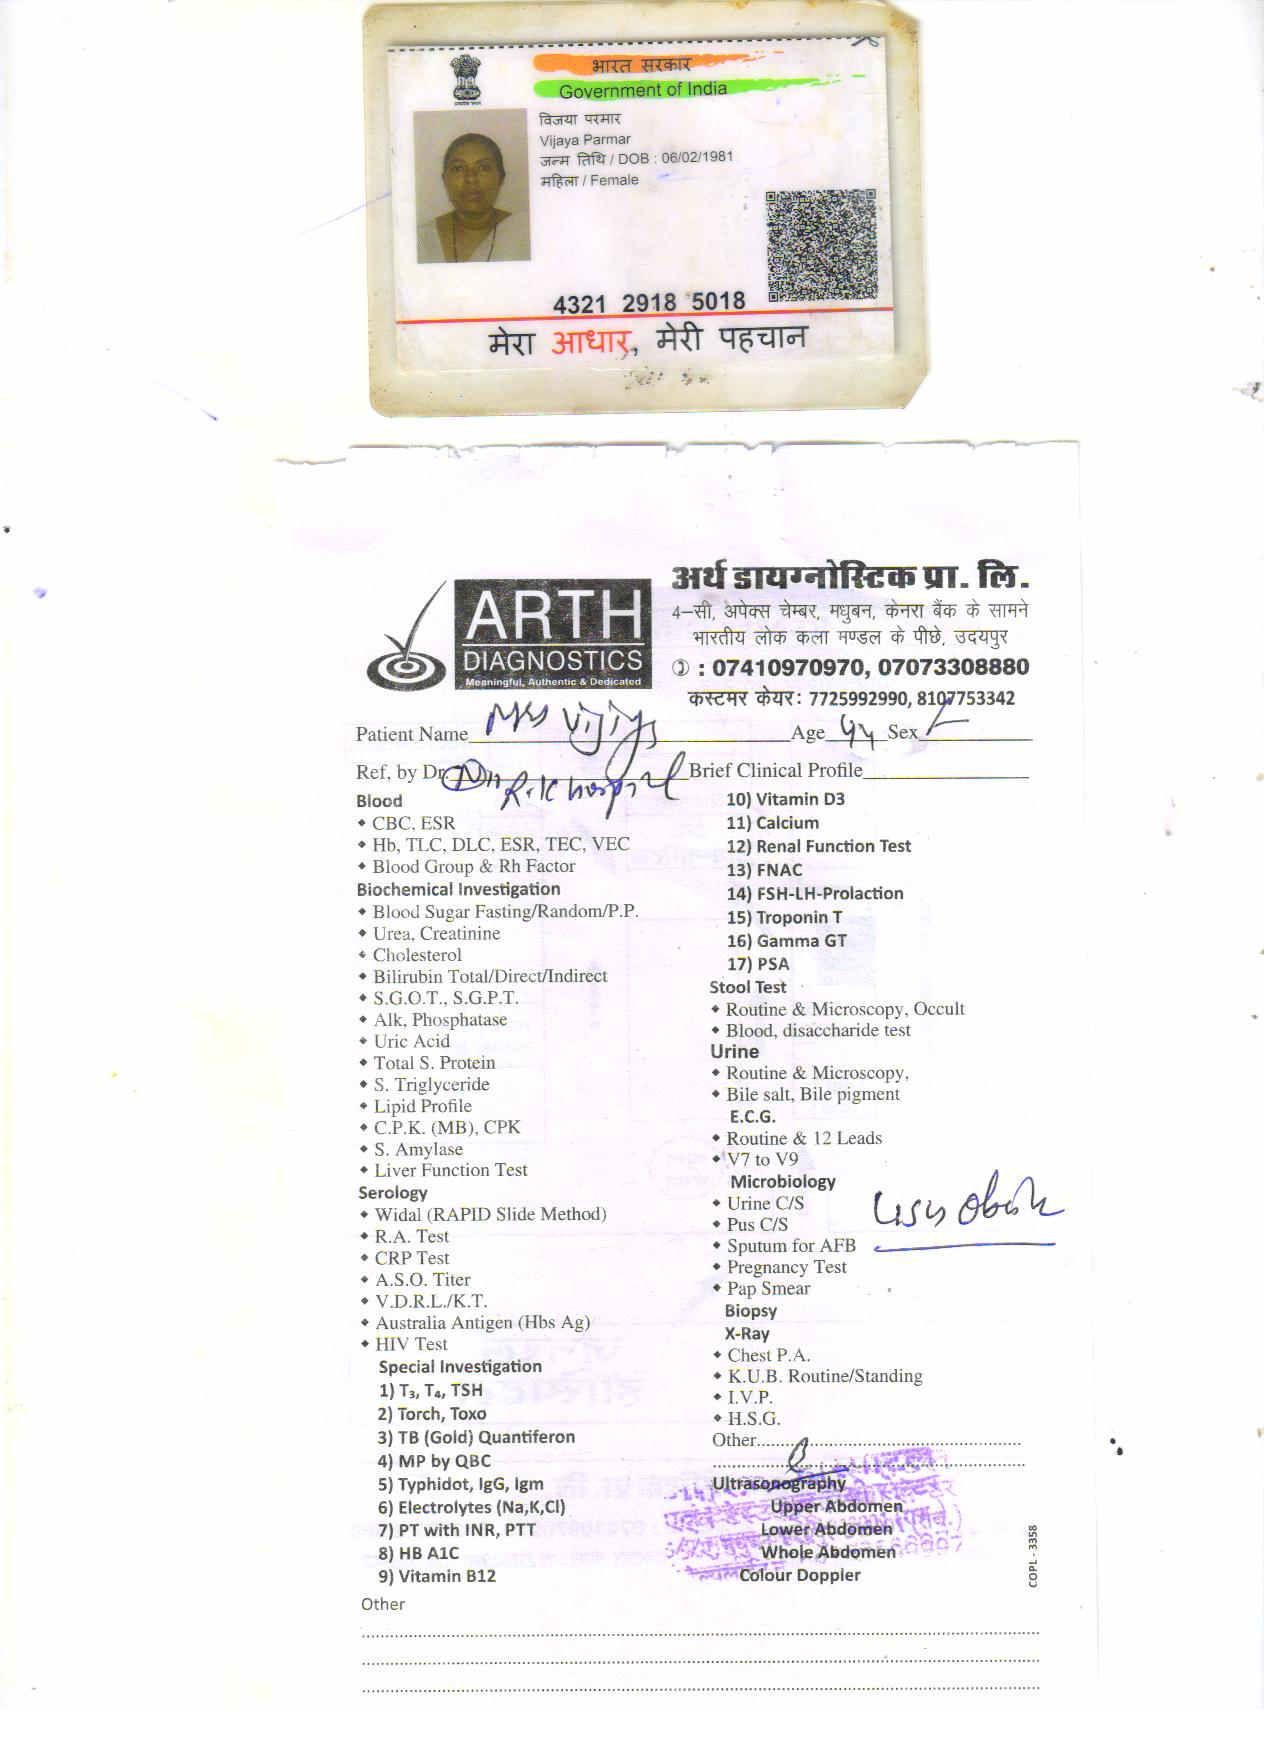 भारत सरकार
Government of India
विजया परमार
Vijaya Parmar
जन्म तिथि / DOB : 06/02/1981
महिला / Female
4321 2918 5018
मेरा आधार, मेरी पहचान
ARTH
DIAGNOSTICS
Meaningful, Authentic & Dedicated
अर्थ डायग्नोस्टिक प्रा. लि.
4–सी, अपेक्स चेम्बर, मधुबन, केनरा बैंक के सामने
भारतीय लोक कला मण्डल के पीछे, उदयपुर
: 07410970970, 07073308880
कस्टमर केयर: 7725992990, 8107753342
Patient Name Mrs Vijiya Age 44 Sex F
Ref, by Dr. R.K hospital Brief Clinical Profile
Blood
CBC, ESR
Hb, TLC, DLC, ESR, TEC, VEC
Blood Group & Rh Factor
Biochemical Investigation
Blood Sugar Fasting/Random/P.P.
Urea, Creatinine
Cholesterol
Bilirubin Total/Direct/Indirect
S.G.O.T., S.G.P.T.
Alk, Phosphatase
Uric Acid
Total S. Protein
S. Triglyceride
Lipid Profile
C.P.K. (MB), CPK
S. Amylase
Liver Function Test
Serology
Widal (RAPID Slide Method)
R.A. Test
CRP Test
A.S.O. Titer
V.D.R.L./K.T.
Australia Antigen (Hbs Ag)
HIV Test
Special Investigation
1) T₃, T₄, TSH
2) Torch, Toxo
3) TB (Gold) Quantiferon
4) MP by QBC
5) Typhidot, IgG, Igm
6) Electrolytes (Na,K,Cl)
7) PT with INR, PTT
8) HB A1C
9) Vitamin B12
Other
10) Vitamin D3
11) Calcium
12) Renal Function Test
13) FNAC
14) FSH-LH-Prolaction
15) Troponin T
16) Gamma GT
17) PSA
Stool Test
Routine & Microscopy, Occult
Blood, disaccharide test
Urine
Routine & Microscopy,
Bile salt, Bile pigment
E.C.G.
Routine & 12 Leads
V7 to V9
Microbiology
Urine C/S
Pus C/S
Sputum for AFB
Pregnancy Test
Pap Smear
Biopsy
X-Ray
Chest P.A.
K.U.B. Routine/Standing
I.V.P.
H.S.G.
Other
Ultrasonography
Upper Abdomen
Lower Abdomen
Whole Abdomen
Colour Doppler
COPL - 3358